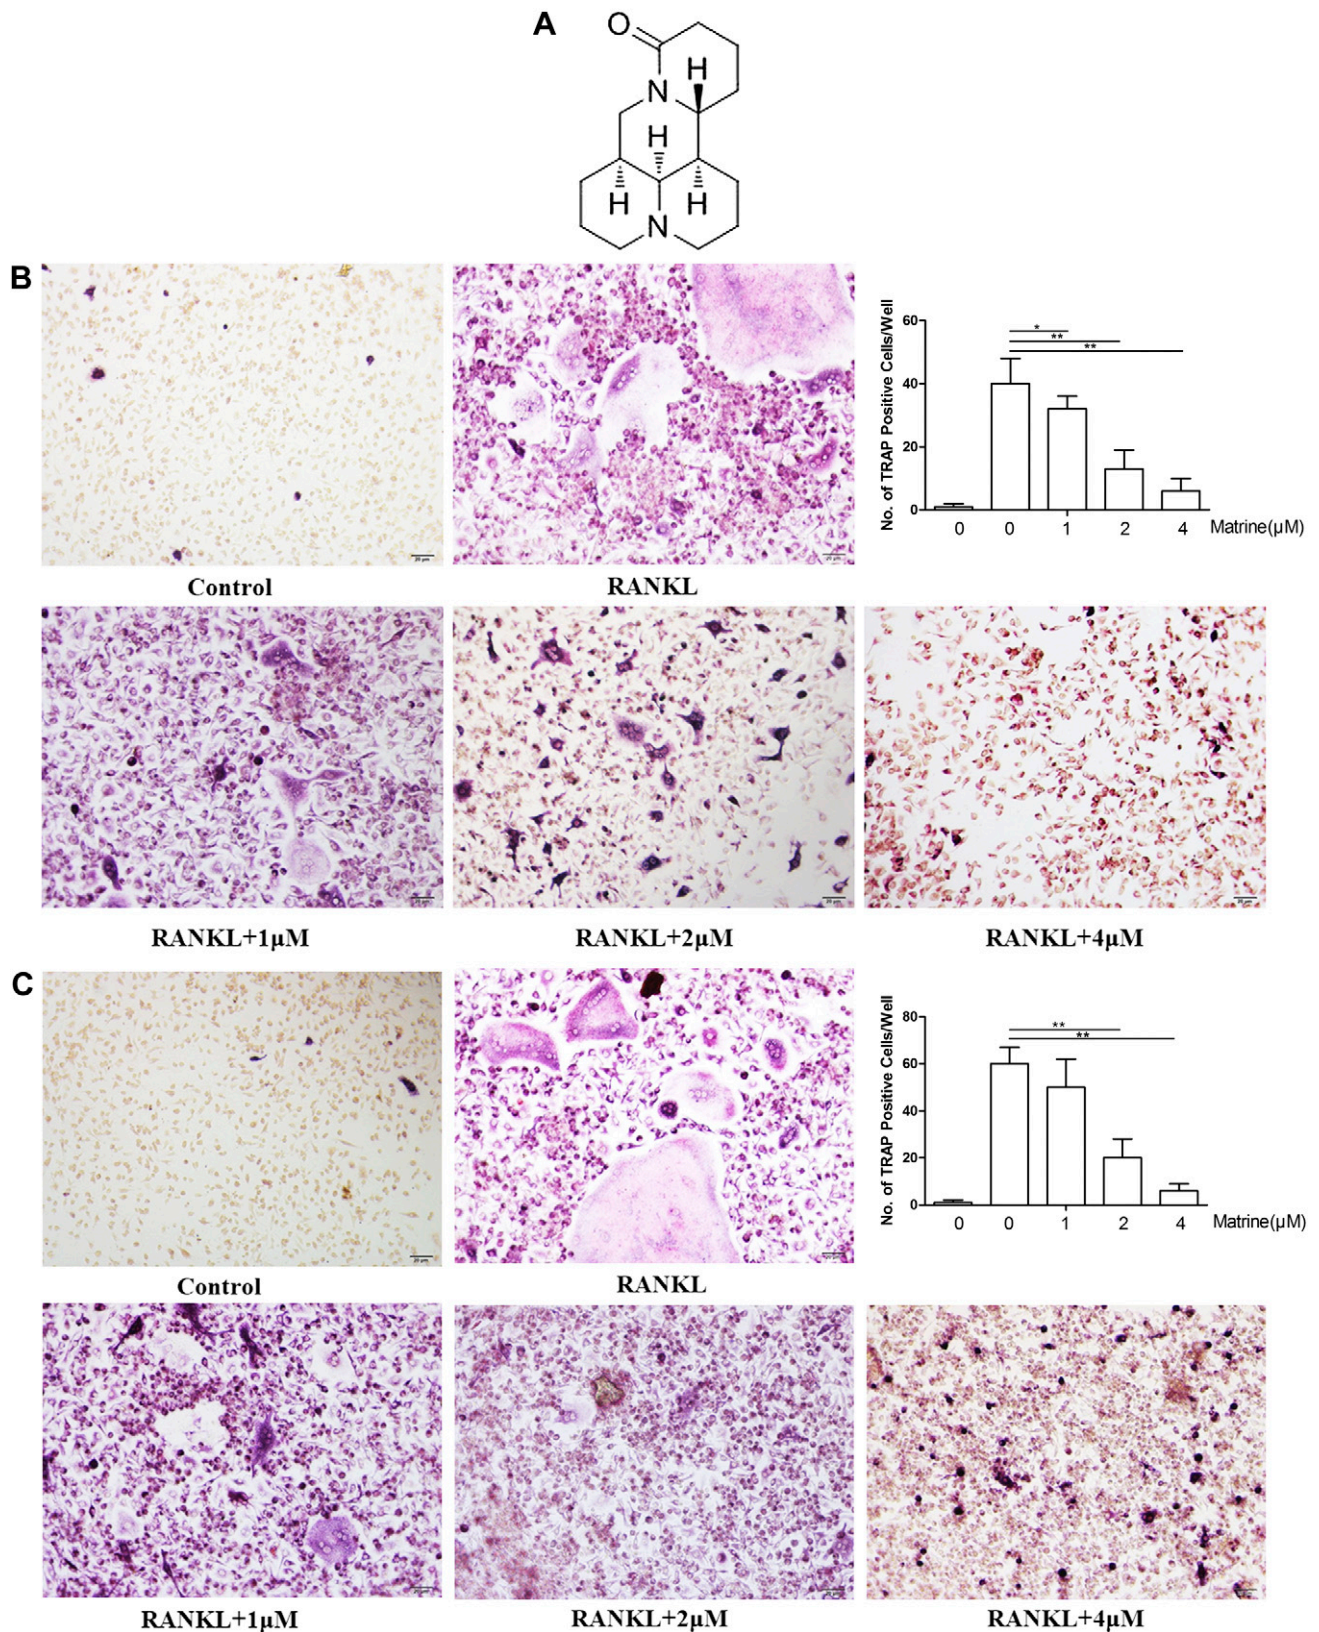 A
O
H
N
H
H
H
N
B
Control
RANKL
No. of TRAP Positive Cells/Well
60
40
20
0
*
**
**
0 0 1 2 4 Matrine(μM)
RANKL+1μM
RANKL+2μM
RANKL+4μM
C
Control
RANKL
No. of TRAP Positive Cells/Well
80
60
40
20
0
**
**
0 0 1 2 4 Matrine(μM)
RANKL+1μM
RANKL+2μM
RANKL+4μM